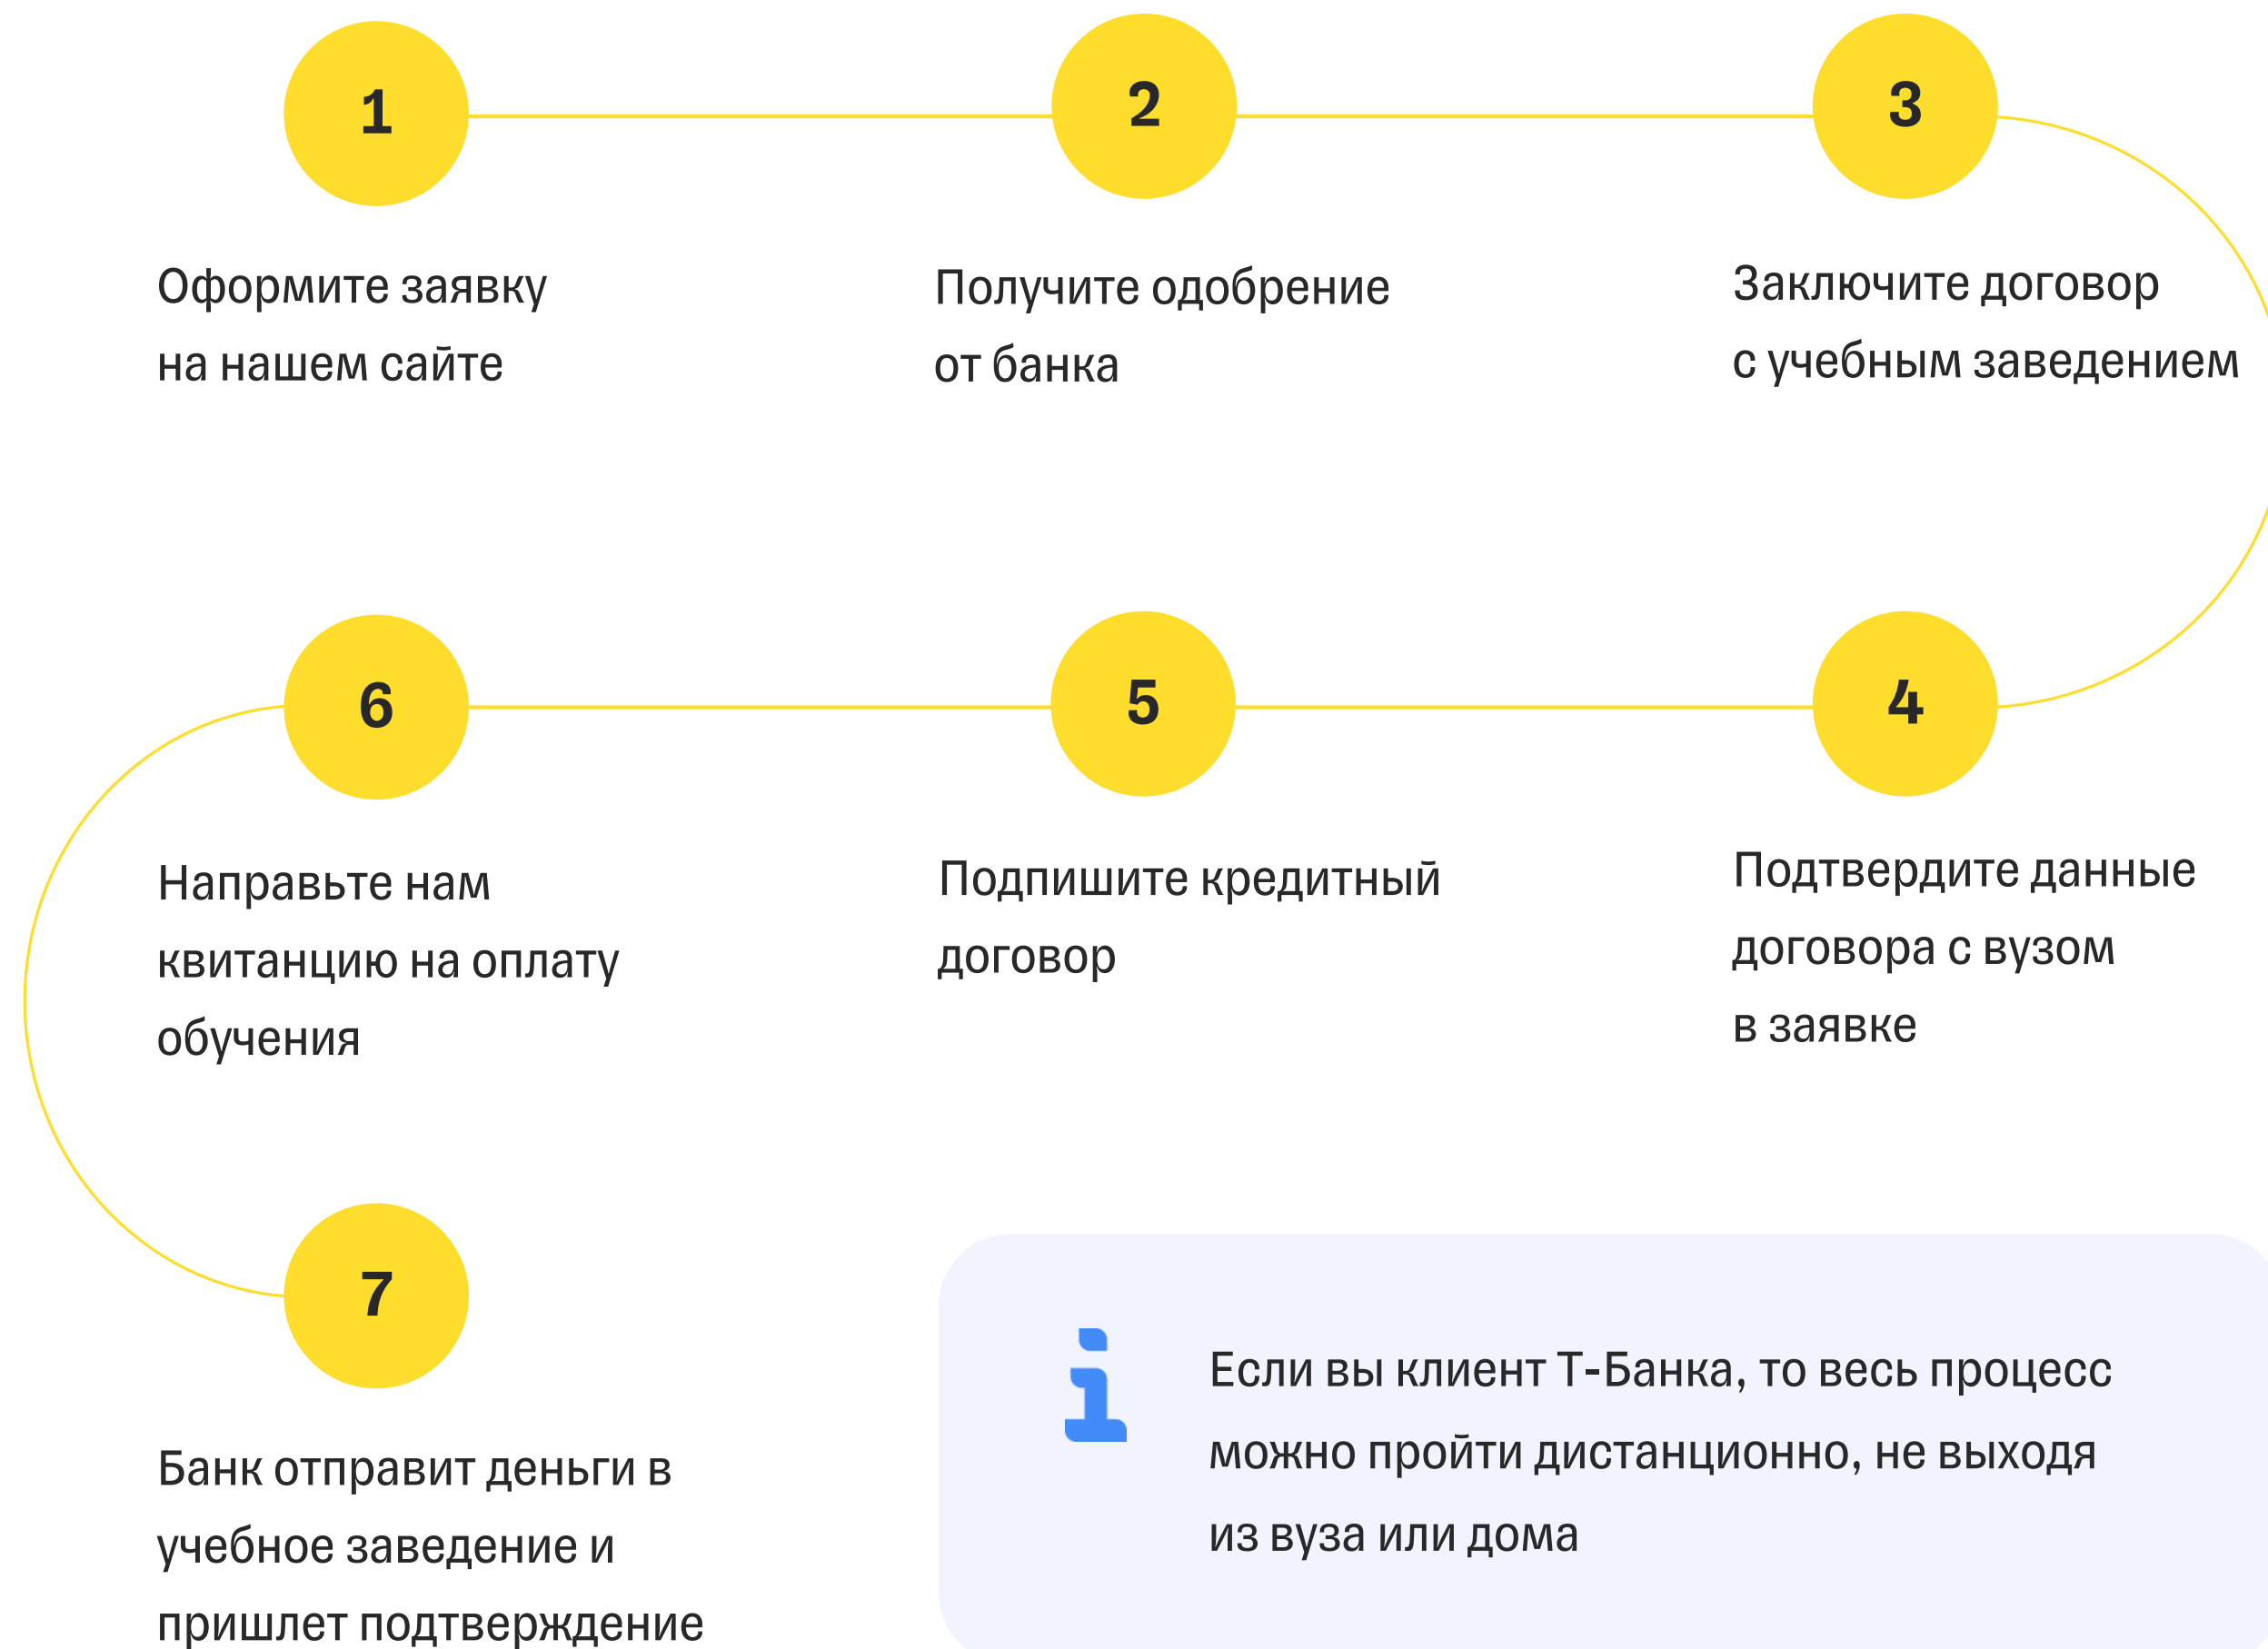 1
Оформите заявку
на нашем сайте
2
Получите одобрение
от банка
3
Заключите договор
с учебным заведением
4
Подтвердите данные
договора с вузом
в заявке
5
Подпишите кредитный
договор
6
Направьте нам
квитанцию на оплату
обучения
7
Банк отправит деньги в
учебное заведение и
пришлет подтверждение
Если вы клиент Т-Банка, то весь процесс
можно пройти дистанционно, не выходя
из вуза или дома